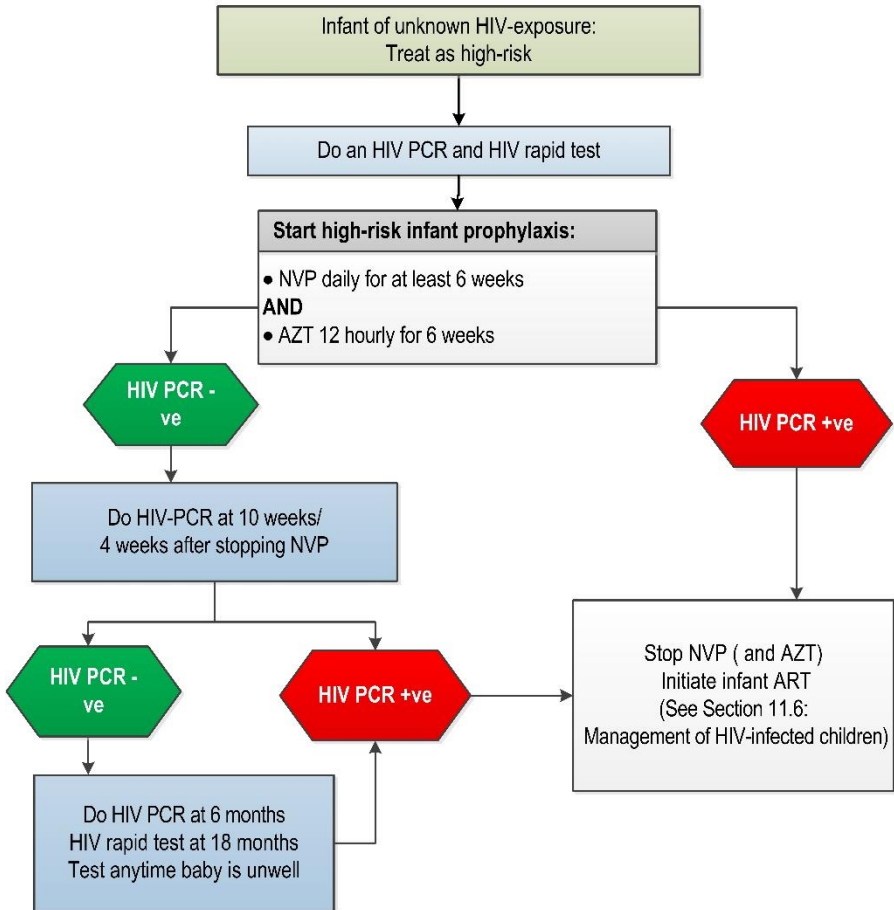 Infant of unknown HIV-exposure:
Treat as high-risk
Do an HIV PCR and HIV rapid test
Start high-risk infant prophylaxis:
● NVP daily for at least 6 weeks
AND
● AZT 12 hourly for 6 weeks
HIV PCR -
ve
HIV PCR +ve
Do HIV-PCR at 10 weeks/
4 weeks after stopping NVP
HIV PCR -
ve
HIV PCR +ve
Stop NVP ( and AZT)
Initiate infant ART
(See Section 11.6:
Management of HIV-infected children)
Do HIV PCR at 6 months
HIV rapid test at 18 months
Test anytime baby is unwell